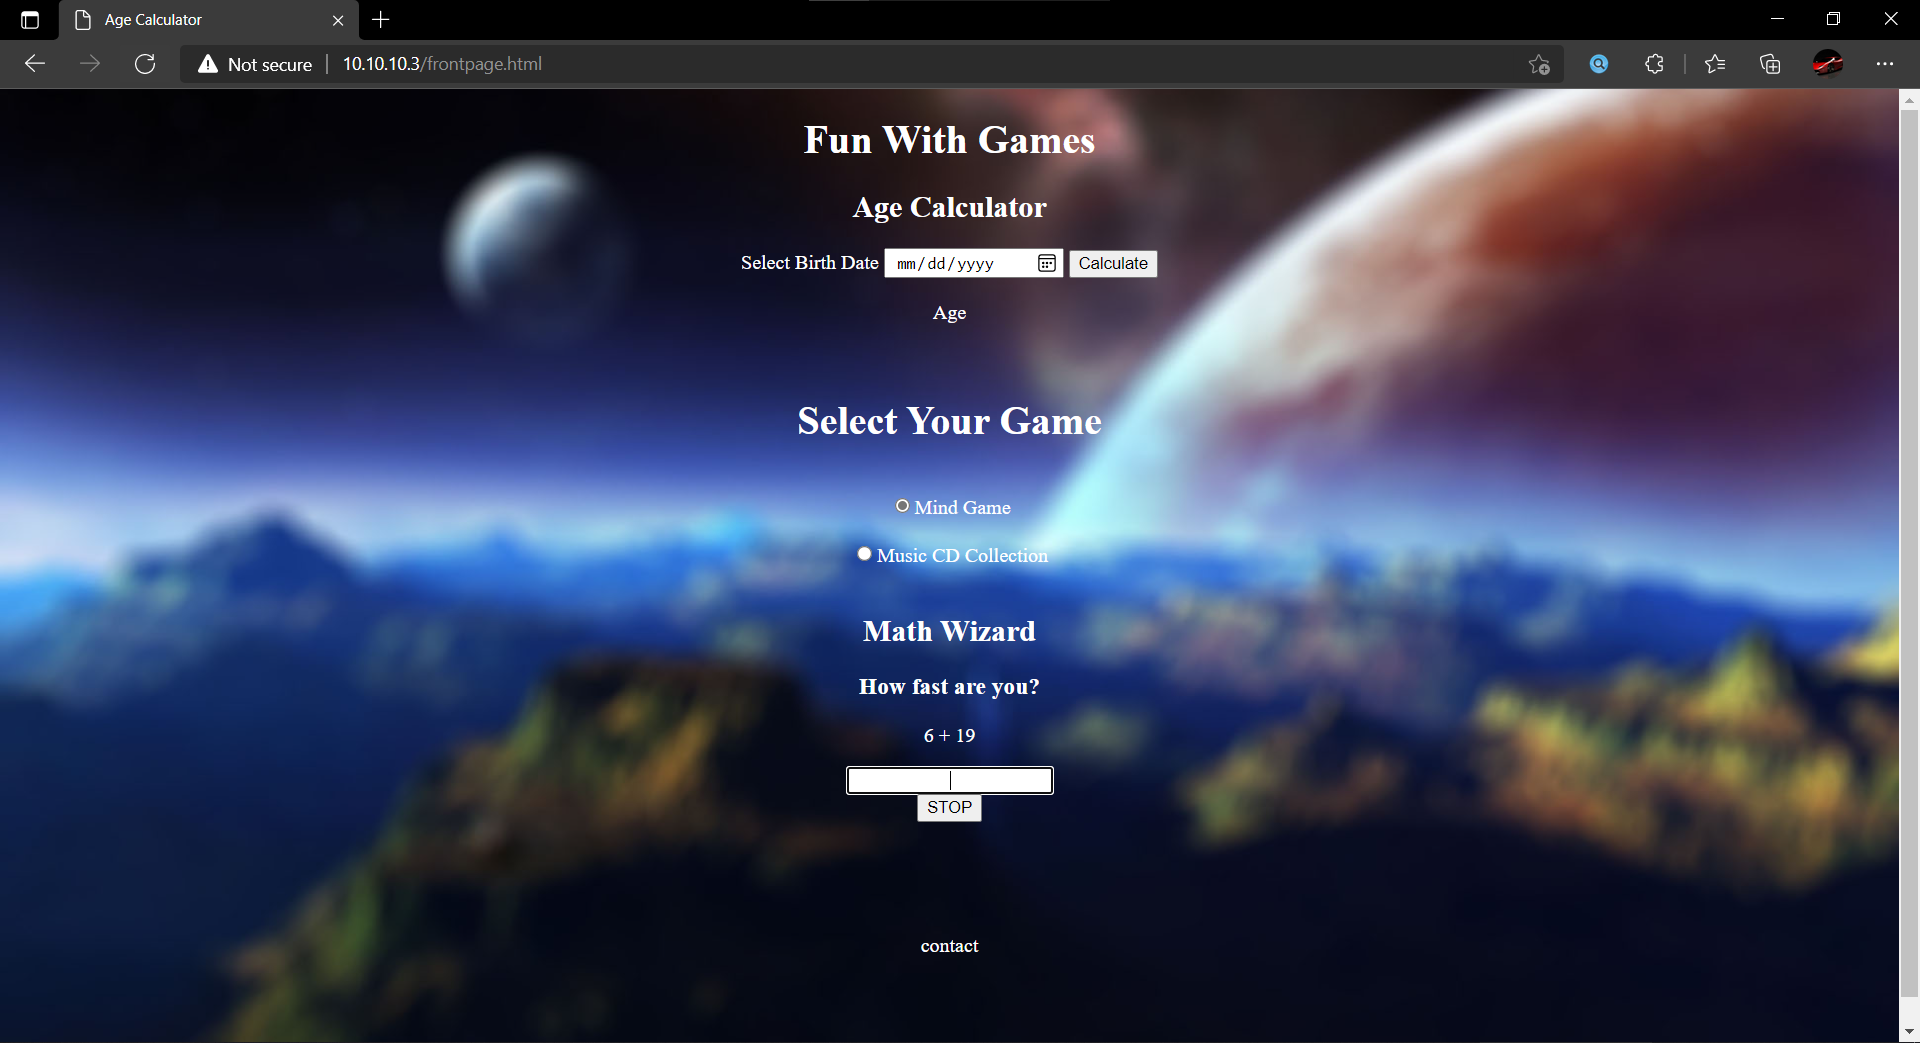 Age Calculator
Not secure
10.10.10.3/frontpage.html
Fun With Games
Age Calculator
Select Birth Date mm/dd/yyyy Calculate
Age
Select Your Game
Mind Game
Music CD Collection
Math Wizard
How fast are you?
6 + 19
STOP
contact